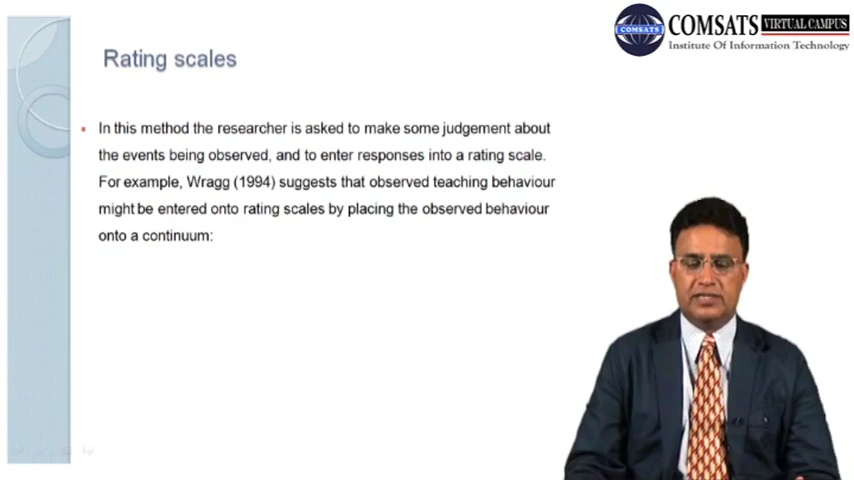 COMSATS VIRTUAL CAMPUS
COMSATS
Institute Of Information Technology
Rating scales
In this method the researcher is asked to make some judgement about
the events being observed, and to enter responses into a rating scale.
For example, Wragg (1994) suggests that observed teaching behaviour
might be entered onto rating scales by placing the observed behaviour
onto a continuum: